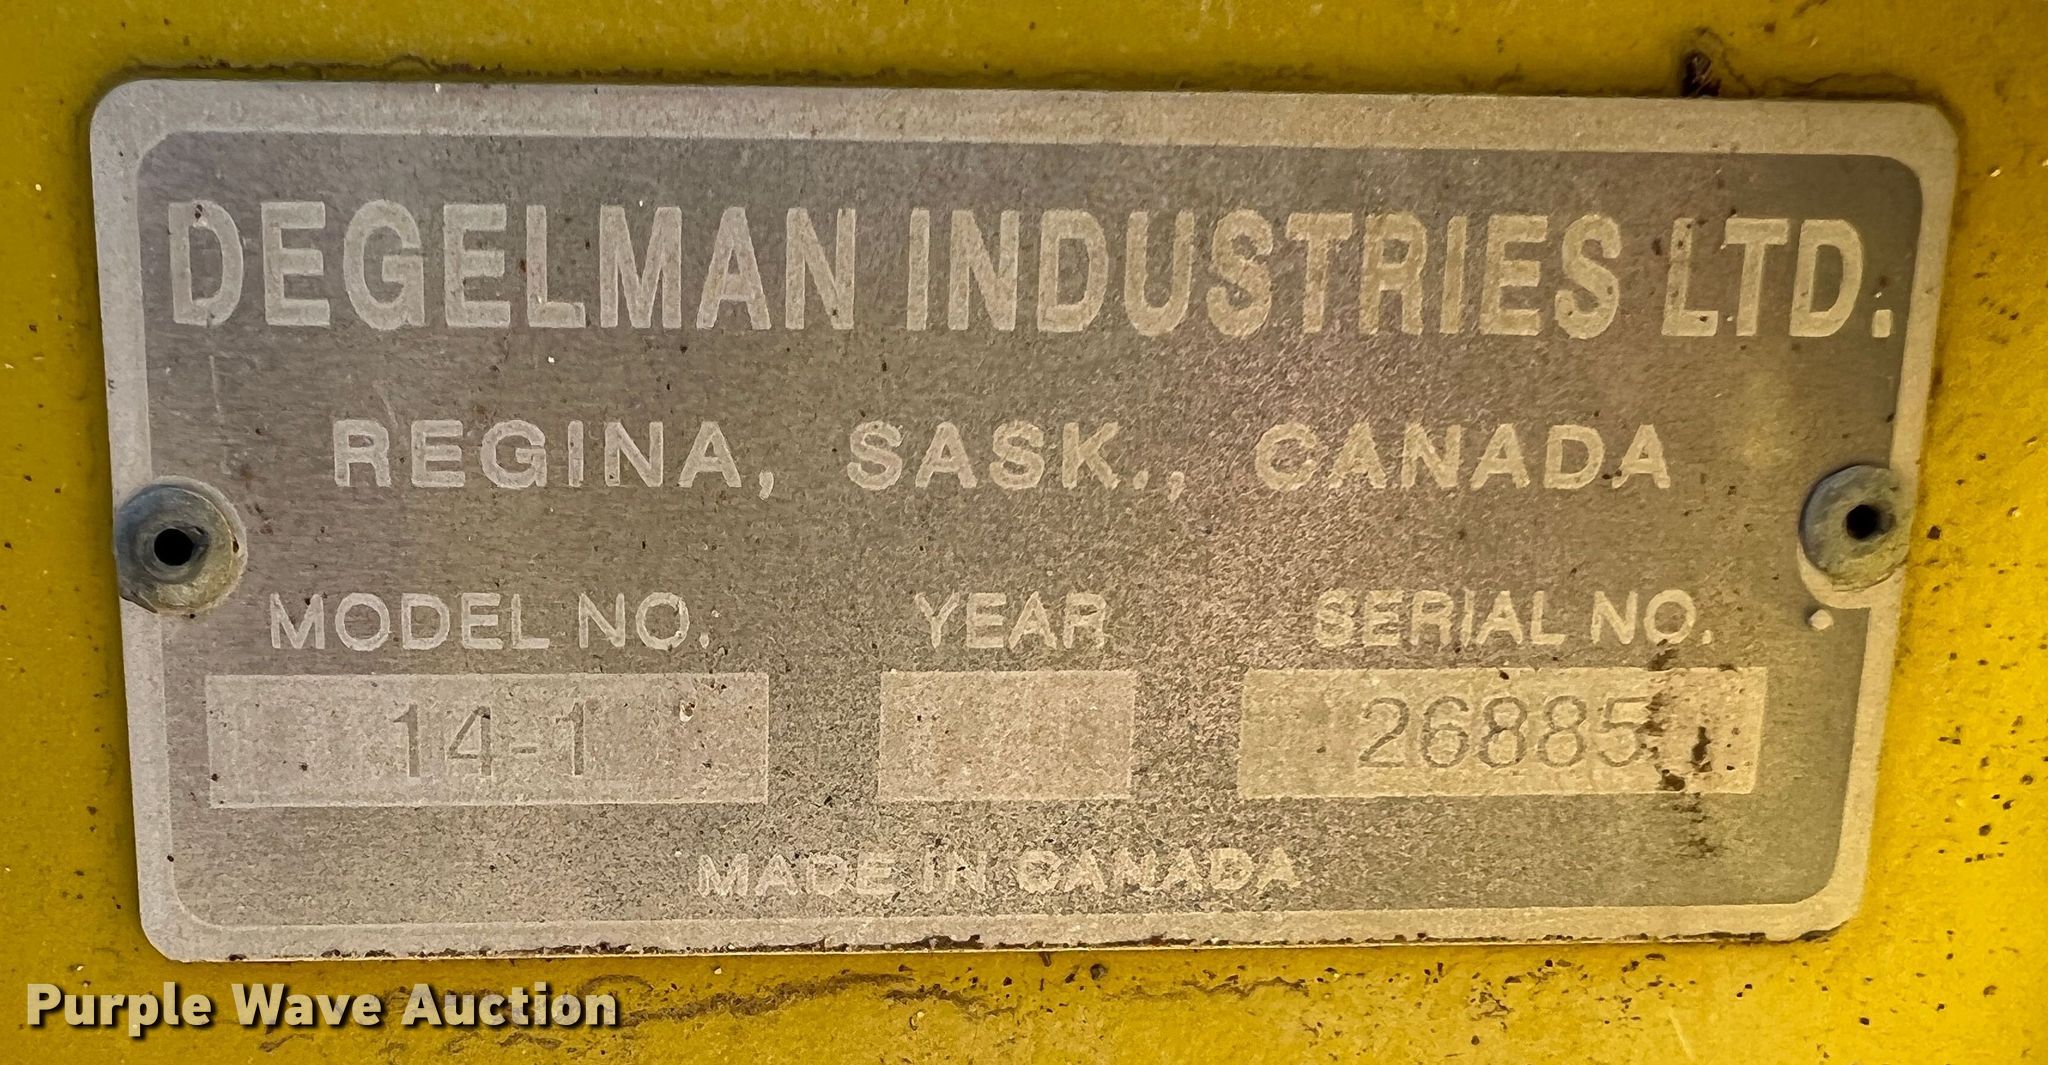 DEGELMAN INDUSTRIES LTD.
REGINA, SASK., CANADA
MODEL NO. YEAR SERIAL NO.
14-1 26885
MADE IN CANADA
Purple Wave Auction